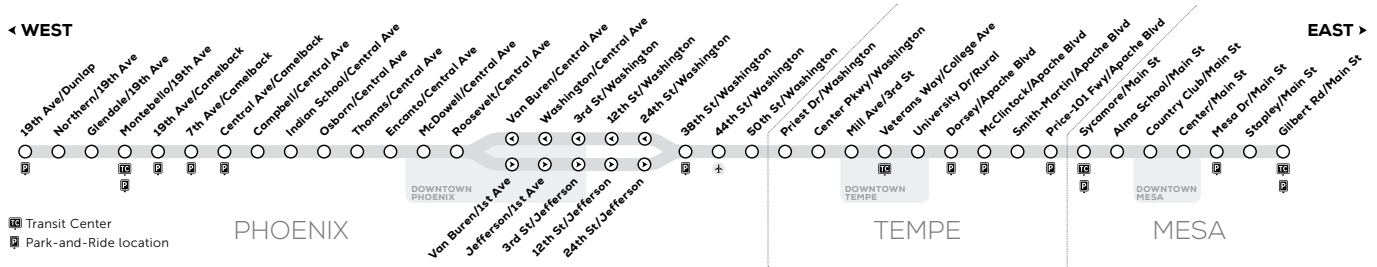 WEST
EAST
19th Ave/Dunlap
Northern/19th Ave
Glendale/19th Ave
Montebello/19th Ave
19th Ave/Camelback
7th Ave/Camelback
Central Ave/Camelback
Campbell/Central Ave
Indian School/Central Ave
Osborn/Central Ave
Thomas/Central Ave
Encanto/Central Ave
McDowell/Central Ave
Roosevelt/Central Ave
Van Buren/Central Ave
Washington/Central Ave
3rd St/Washington
12th St/Washington
24th St/Washington
38th St/Washington
44th St/Washington
50th St/Washington
Priest Dr/Washington
Center Pkwy/Washington
Mill Ave/3rd St
Veterans Way/College Ave
University Dr/Rural
Dorsey/Apache Blvd
McClintock/Apache Blvd
Smith-Martin/Apache Blvd
Price-101 Fwy/Apache Blvd
Sycamore/Main St
Alma School/Main St
Country Club/Main St
Center/Main St
Mesa Dr/Main St
Stapley/Main St
Gilbert Rd/Main St
P
TC
P
P
P
P
P
TC
P
P
P
TC
P
P
TC
P
Van Buren/1st Ave
Jefferson/1st Ave
3rd St/Jefferson
12th St/Jefferson
24th St/Jefferson
DOWNTOWN
PHOENIX
DOWNTOWN
TEMPE
DOWNTOWN
MESA
PHOENIX
TEMPE
MESA
TC Transit Center
P Park-and-Ride location